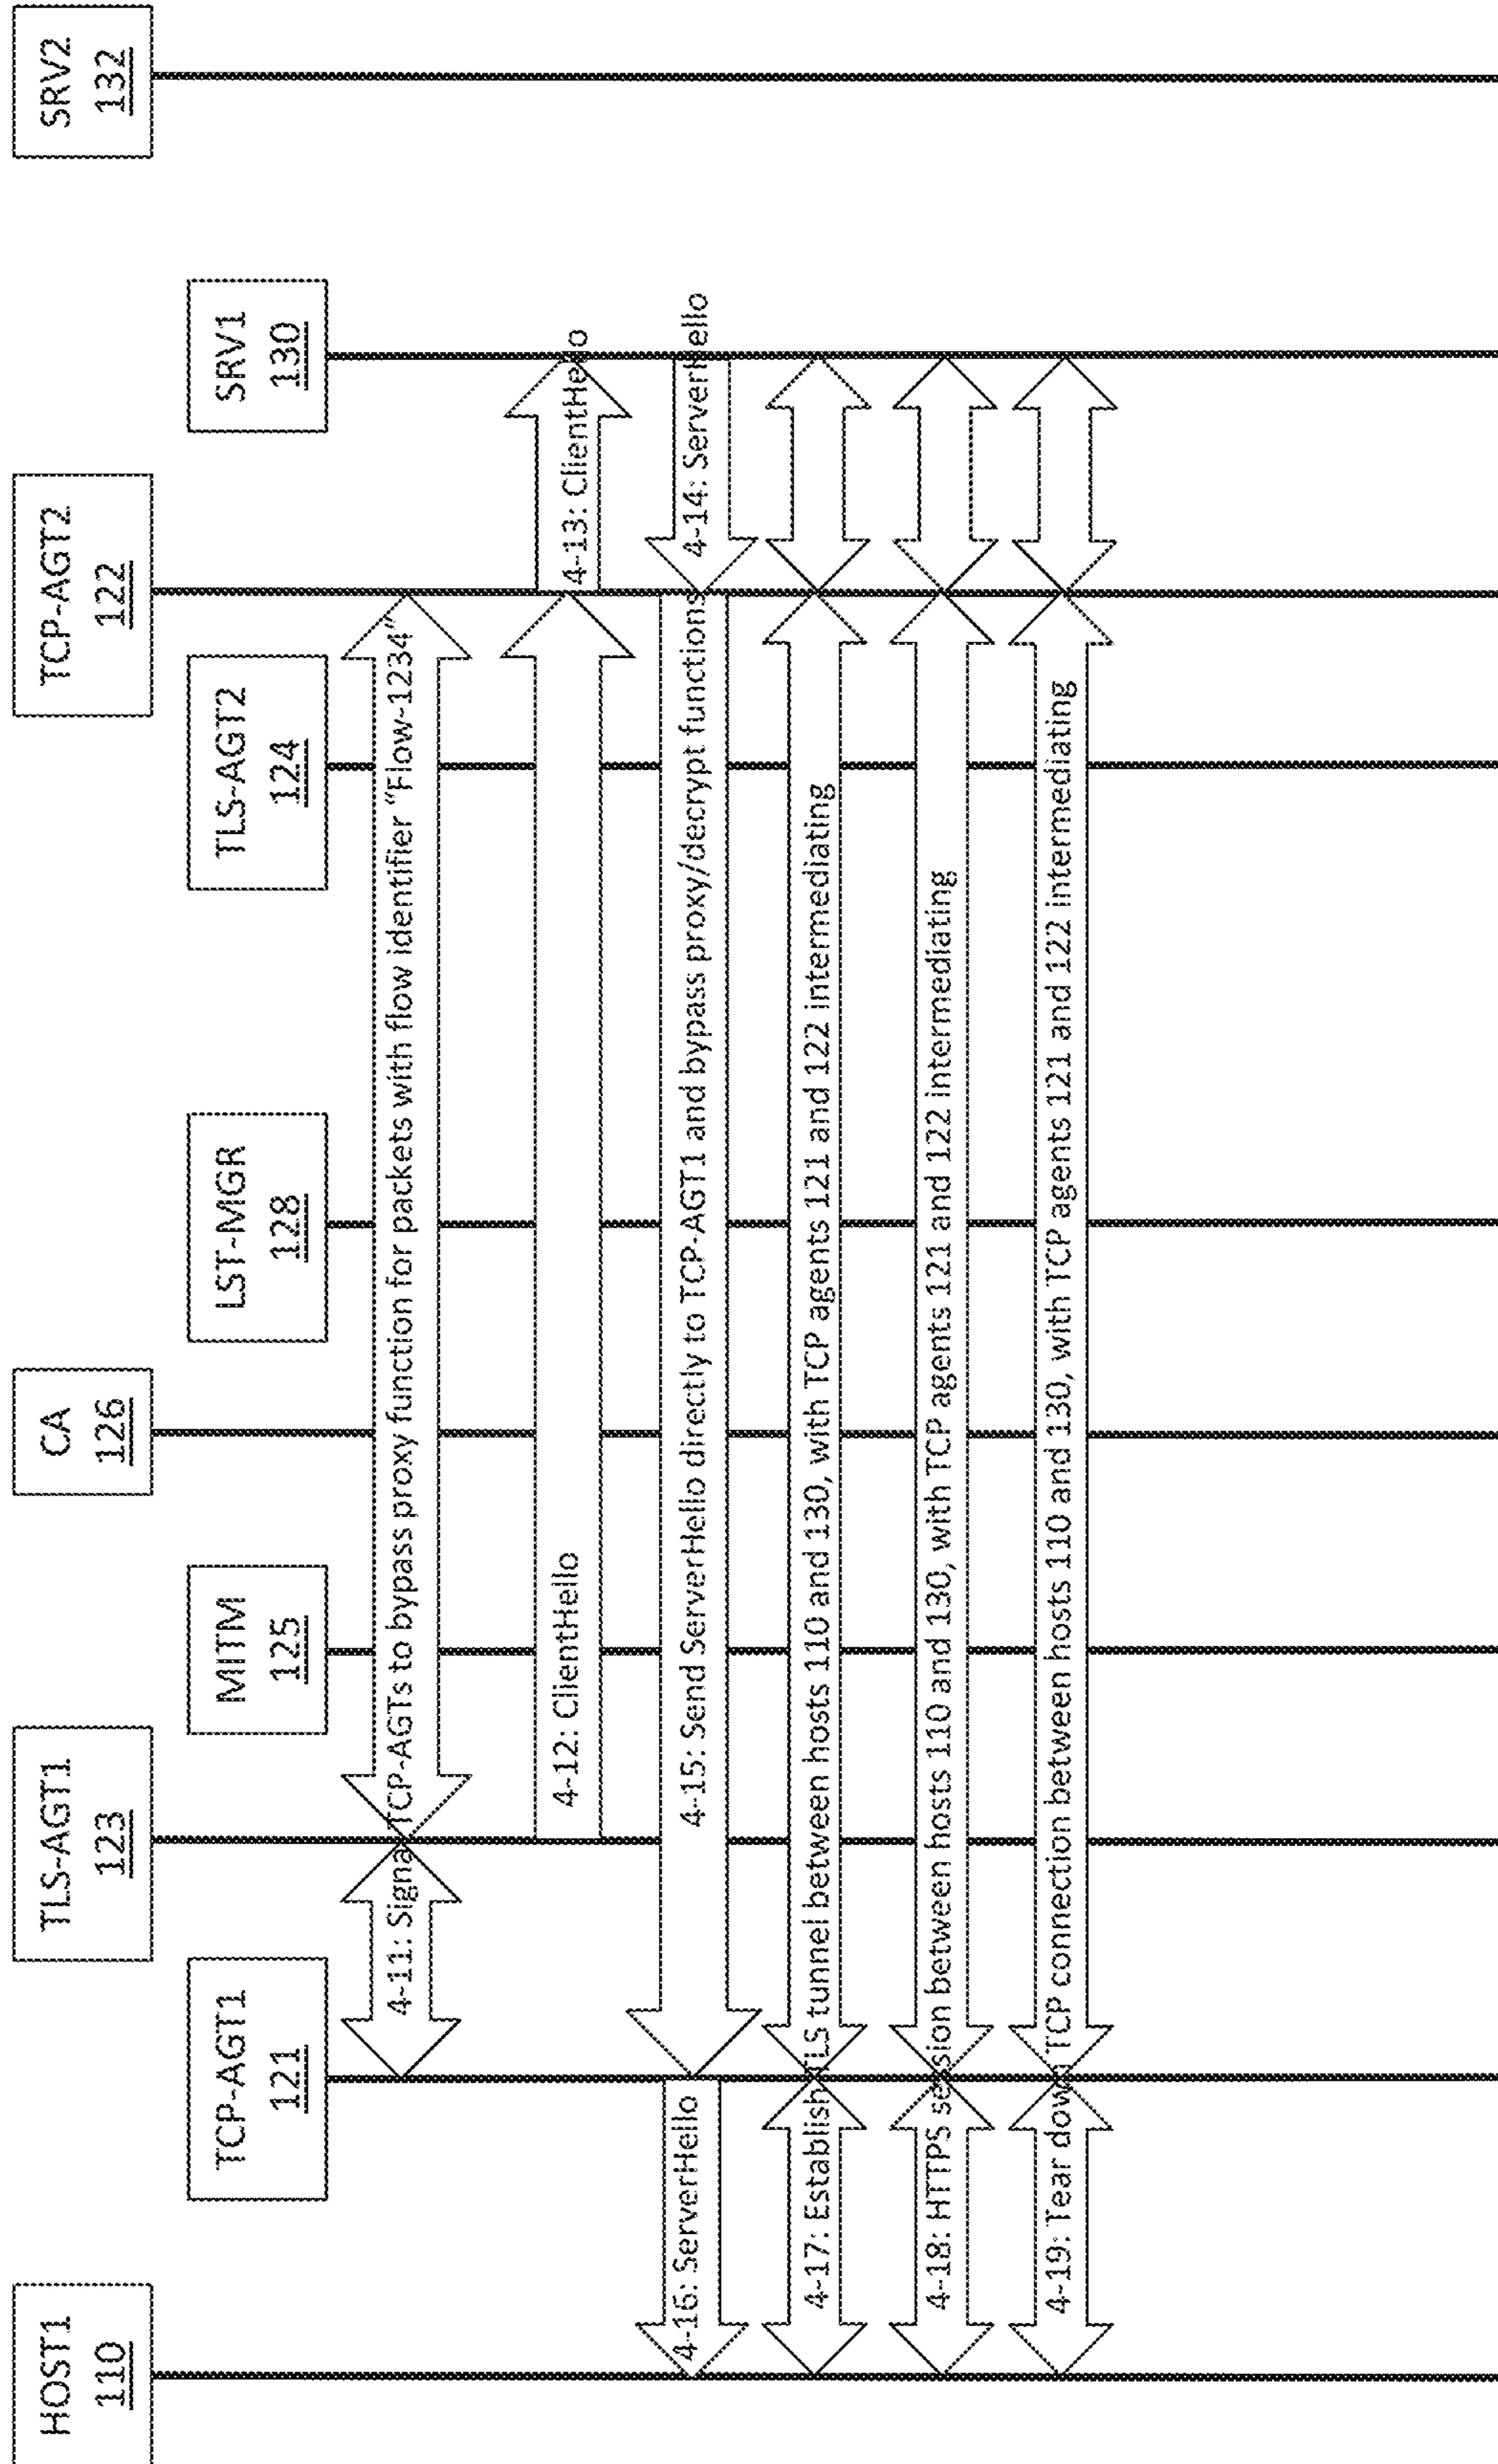 HOST1
110
TCP-AGT1
121
TLS-AGT1
123
MITM
125
CA
126
LST-MGR
128
TLS-AGT2
124
TCP-AGT2
122
SRV1
130
SRV2
132
4-11: Signal TCP-AGTs to bypass proxy function for packets with flow identifier "Flow-1234"
4-12: ClientHello
4-13: ClientHello
4-14: ServerHello
4-15: Send ServerHello directly to TCP-AGT1 and bypass proxy/decrypt functions
4-16: ServerHello
4-17: Establish TLS tunnel between hosts 110 and 130, with TCP agents 121 and 122 intermediating
4-18: HTTPS session between hosts 110 and 130, with TCP agents 121 and 122 intermediating
4-19: Tear down TCP connection between hosts 110 and 130, with TCP agents 121 and 122 intermediating